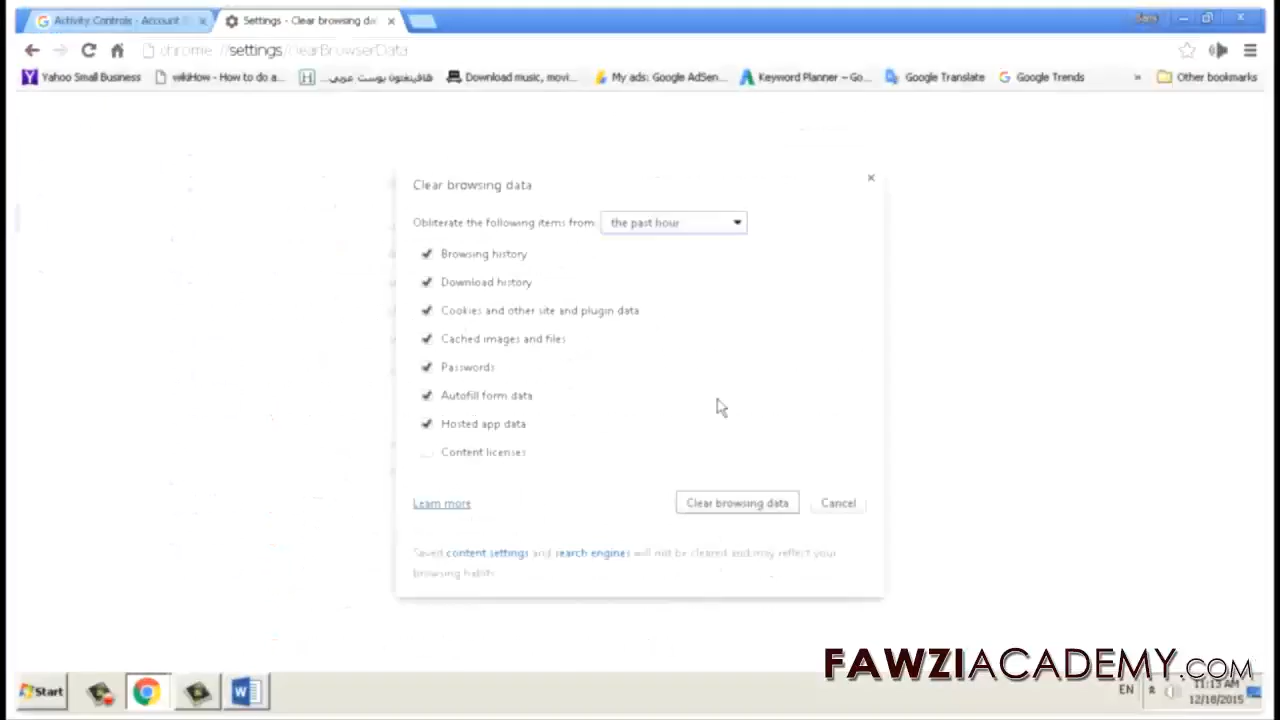 Activity Controls - Account
Settings - Clear browsing da
chrome://settings/clearBrowserData
Yahoo Small Business
wikiHow - How to do a...
Download music, movi...
My ads: Google AdSen...
Keyword Planner – Go...
Google Translate
Google Trends
»
Other bookmarks
Clear browsing data
Obliterate the following items from: the past hour
Browsing history
Download history
Cookies and other site and plugin data
Cached images and files
Passwords
Autofill form data
Hosted app data
Content licenses
Learn more
Clear browsing data
Cancel
Saved content settings and search engines will not be cleared and may reflect your
browsing habits.
FAWZIACADEMY.COM
Start
EN
11:13 AM
12/18/2015